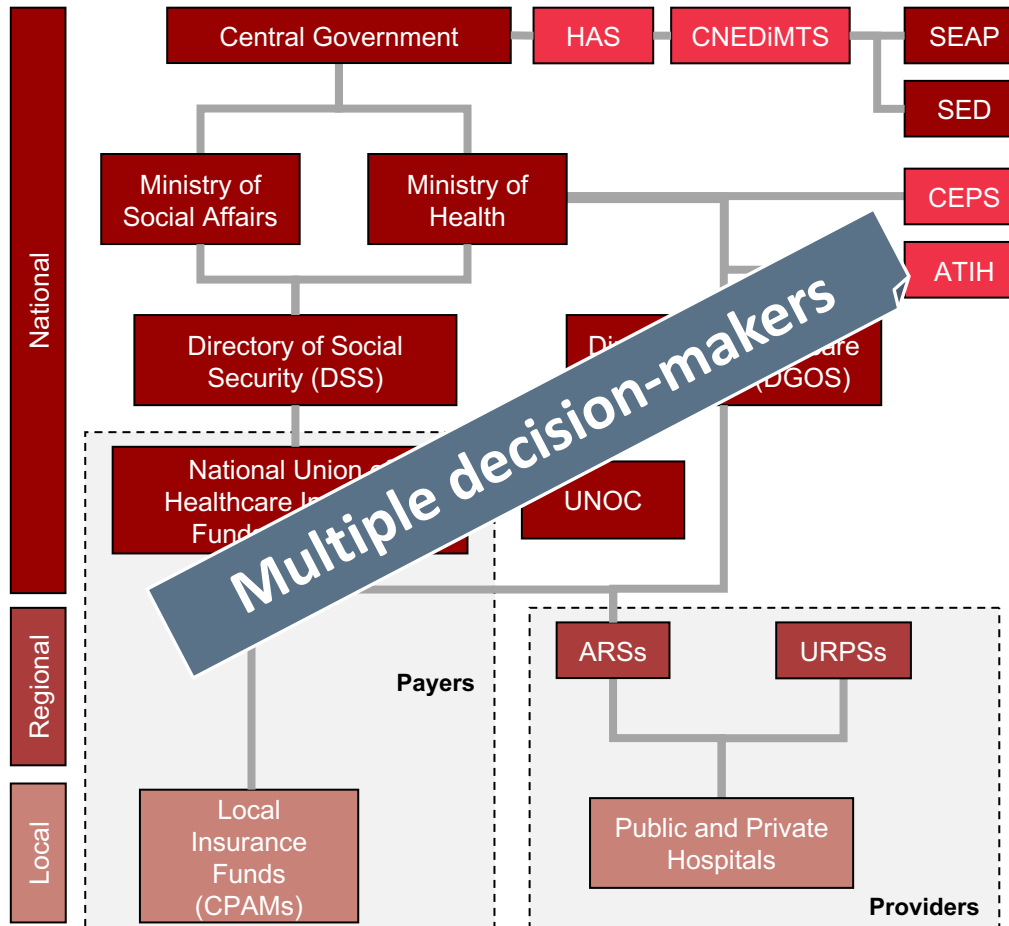 National
Regional
Local
Central Government
HAS
CNEDiMTS
SEAP
SED
Ministry of
Social Affairs
Ministry of
Health
CEPS
ATIH
Directory of Social
Security (DSS)
care
(DGOS)
National Union
Healthcare
UNOC
Multiple decision-makers
Payers
ARSs
URPSs
Local
Insurance
Funds
(CPAMs)
Public and Private
Hospitals
Providers